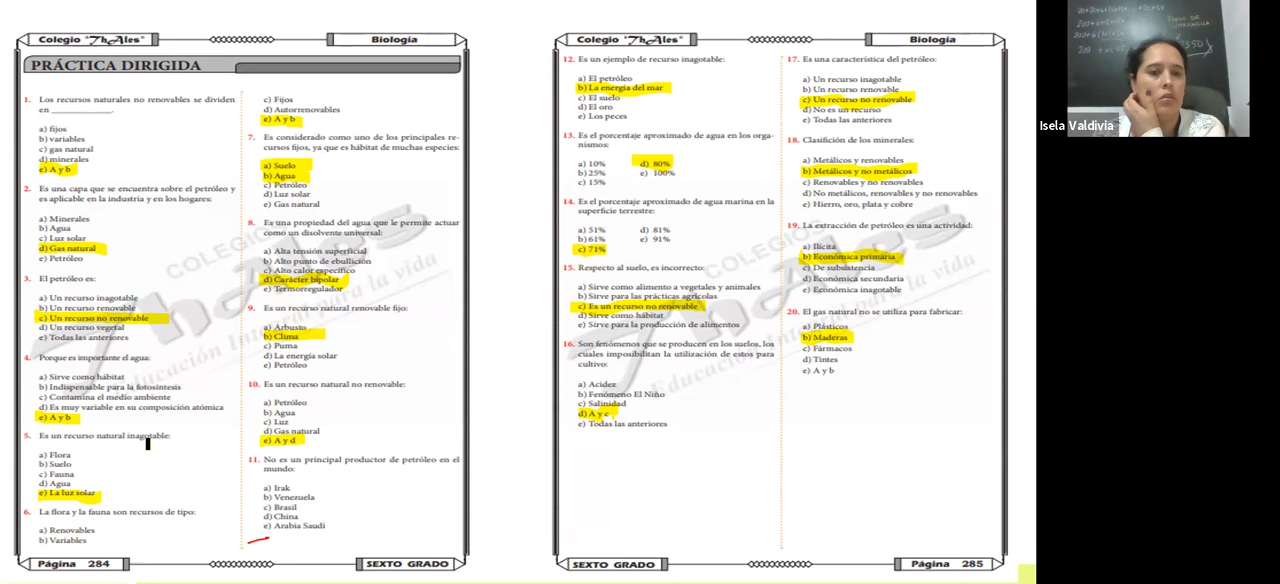 Colegio "ThAles"
Biología
PRÁCTICA DIRIGIDA
1. Los recursos naturales no renovables se dividen
en ____________.
a) fijos
b) variables
c) gas natural
d) minerales
e) A y b
2. Es una capa que se encuentra sobre el petróleo y
es aplicable en la industria y en los hogares:
a) Minerales
b) Agua
c) Luz solar
d) Gas natural
e) Petróleo
3. El petróleo es:
a) Un recurso inagotable
b) Un recurso renovable
c) Un recurso no renovable
d) Un recurso vegetal
e) Todas las anteriores
4. Porque es importante el agua:
a) Sirve como hábitat
b) Indispensable para la fotosíntesis
c) Contamina el medio ambiente
d) Es muy variable en su composición atómica
e) A y b
5. Es un recurso natural inagotable:
a) Flora
b) Suelo
c) Fauna
d) Agua
e) La luz solar
6. La flora y la fauna son recursos de tipo:
a) Renovables
b) Variables
c) Fijos
d) Autorrenovables
e) A y b
7. Es considerado como uno de los principales re-
cursos fijos, ya que es hábitat de muchas especies:
a) Suelo
b) Agua
c) Petróleo
d) Luz solar
e) Gas natural
8. Es una propiedad del agua que le permite actuar
como un disolvente universal:
a) Alta tensión superficial
b) Alto punto de ebullición
c) Alto calor específico
d) Carácter bipolar
e) Termorregulador
9. Es un recurso natural renovable fijo:
a) Arbusto
b) Clima
c) Puma
d) La energía solar
e) Petróleo
10. Es un recurso natural no renovable:
a) Petróleo
b) Agua
c) Luz
d) Gas natural
e) A y d
11. No es un principal productor de petróleo en el
mundo:
a) Irak
b) Venezuela
c) Brasil
d) China
e) Arabia Saudi
Página 284
SEXTO GRADO
COLEGIOS
ThAles
Educación Integral para la vida
Colegio "ThAles"
Biología
12. Es un ejemplo de recurso inagotable:
a) El petróleo
b) La energía del mar
c) El suelo
d) El oro
e) Los peces
13. Es el porcentaje aproximado de agua en los orga-
nismos:
a) 10% d) 80%
b) 25% e) 100%
c) 15%
14. Es el porcentaje aproximado de agua marina en la
superficie terrestre:
a) 51% d) 81%
b) 61% e) 91%
c) 71%
15. Respecto al suelo, es incorrecto:
a) Sirve como alimento a vegetales y animales
b) Sirve para las prácticas agrícolas
c) Es un recurso no renovable
d) Sirve como hábitat
e) Sirve para la producción de alimentos
16. Son fenómenos que se producen en los suelos, los
cuales imposibilitan la utilización de estos para
cultivo:
a) Acidez
b) Fenómeno El Niño
c) Salinidad
d) A y c
e) Todas las anteriores
17. Es una característica del petróleo:
a) Un recurso inagotable
b) Un recurso renovable
c) Un recurso no renovable
d) No es un recurso
e) Todas las anteriores
18. Clasifición de los minerales:
a) Metálicos y renovables
b) Metálicos y no metálicos
c) Renovables y no renovables
d) No metálicos, renovables y no renovables
e) Hierro, oro, plata y cobre
19. La extracción de petróleo es una actividad:
a) Ilícita
b) Económica primaria
c) De subsistencia
d) Económica secundaria
e) Económica inagotable
20. El gas natural no se utiliza para fabricar:
a) Plásticos
b) Maderas
c) Fármacos
d) Tintes
e) A y b
SEXTO GRADO
Página 285
COLEGIOS
ThAles
Educación Integral para la vida
Isela Valdivia